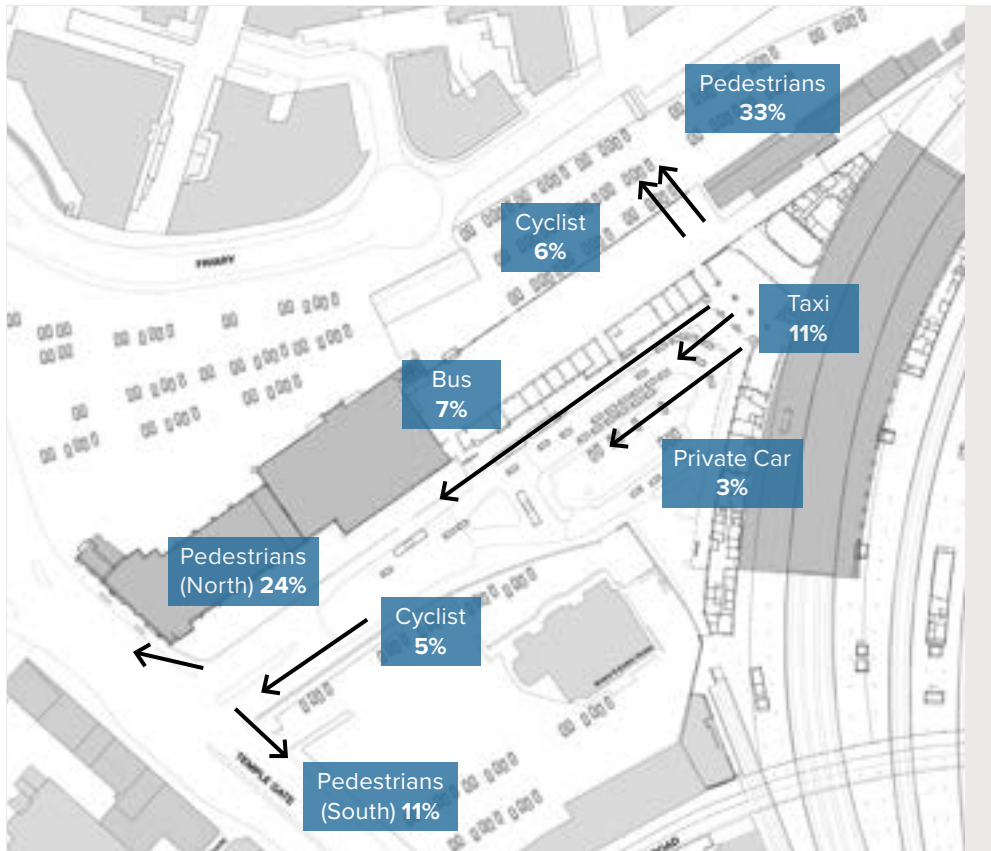 Pedestrians
33%
Cyclist
6%
FRIARY
Taxi
11%
Bus
7%
Private Car
3%
Pedestrians
(North) 24%
Cyclist
5%
TEMPLE GATE
Pedestrians
(South) 11%
ROAD